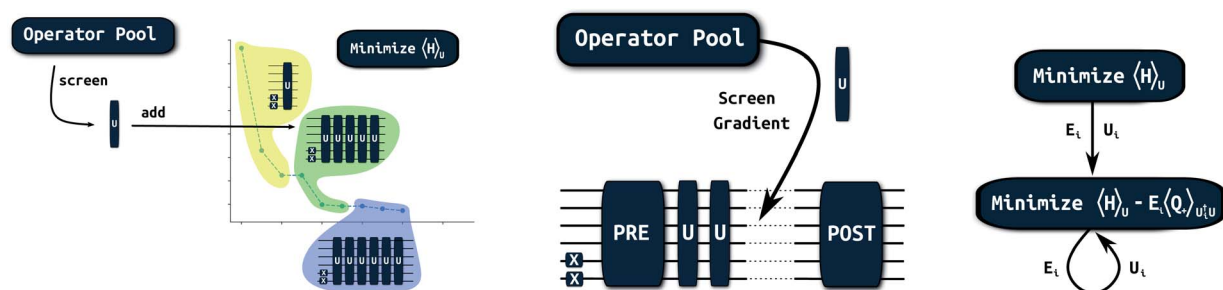 Operator Pool
screen
U
add
Minimize ⟨H⟩U
U
X
X
U U U U U
X
X
U U U U U U
X
X
Operator Pool
Screen
Gradient
U
PRE U U POST
X
X
Minimize ⟨H⟩U
Eᵢ Uᵢ
Minimize ⟨H⟩U - Eᵢ⟨Q₊⟩Uᵢ†U
Eᵢ Uᵢ